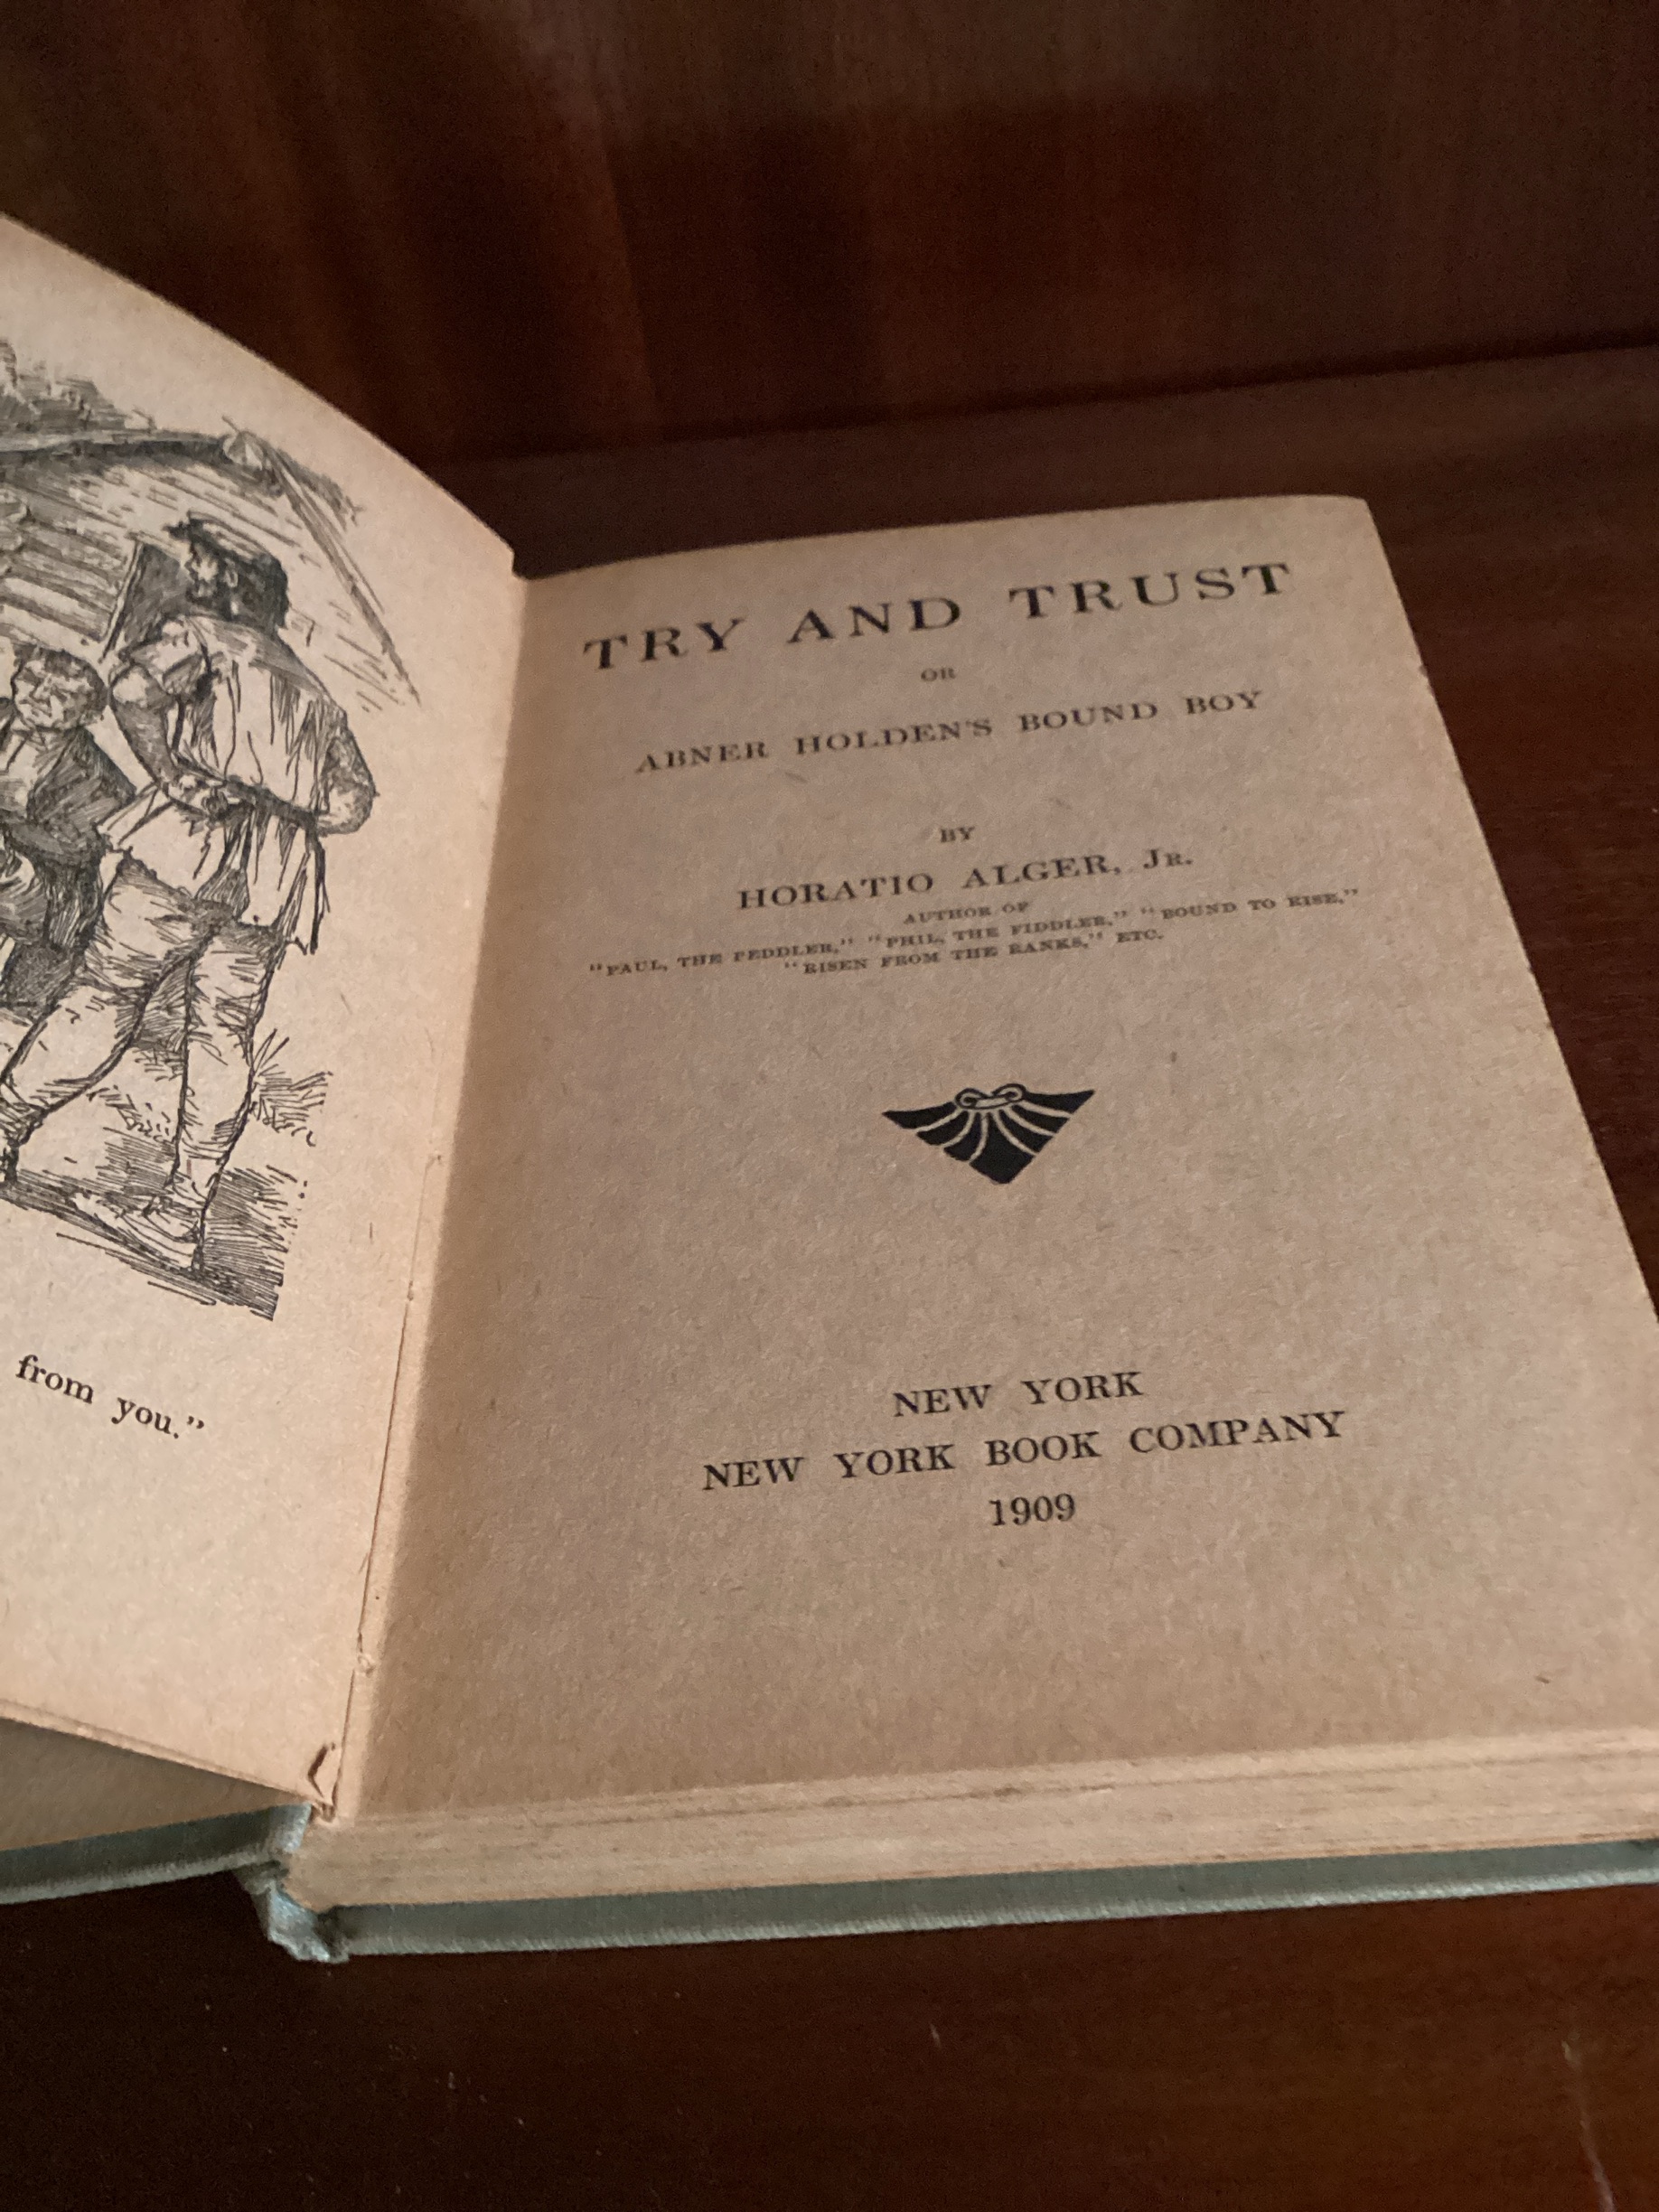 from you."
TRY AND TRUST
OR
ABNER HOLDEN'S BOUND BOY
BY
HORATIO ALGER, JR.
AUTHOR OF
"PAUL, THE PEDDLER," "PHIL, THE FIDDLER," "BOUND TO RISE,"
"RISEN FROM THE RANKS," ETC.
NEW YORK
NEW YORK BOOK COMPANY
1909